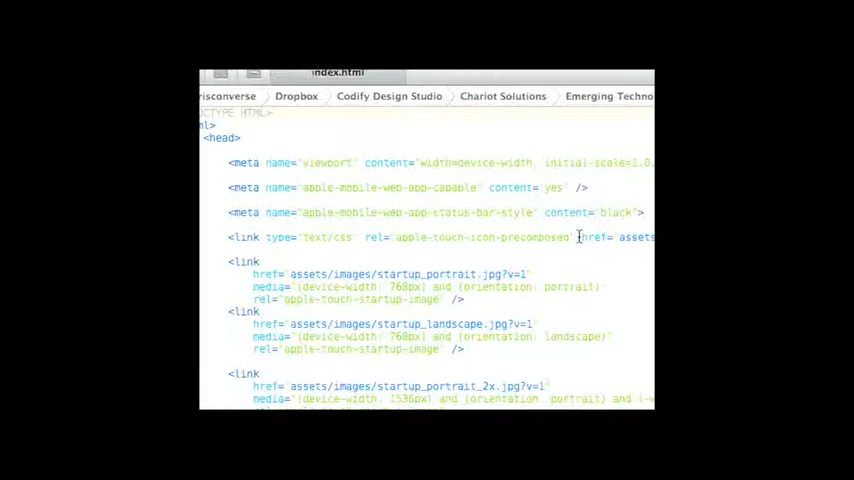 index.html
risconverse Dropbox Codify Design Studio Chariot Solutions Emerging Techno
UCTYPE HTML>
ml>
<head>
<meta name="viewport" content="width=device-width, initial-scale=1.0,
<meta name="apple-mobile-web-app-capable" content="yes" />
<meta name="apple-mobile-web-app-status-bar-style" content="black">
<link type="text/css" rel="apple-touch-icon-precomposed" href="assets
<link
href="assets/images/startup_portrait.jpg?v=1"
media="(device-width: 768px) and (orientation: portrait)"
rel="apple-touch-startup-image" />
<link
href="assets/images/startup_landscape.jpg?v=1"
media="(device-width: 768px) and (orientation: landscape)"
rel="apple-touch-startup-image" />
<link
href="assets/images/startup_portrait_2x.jpg?v=1"
media="(device-width: 1536px) and (orientation: portrait) and (-w